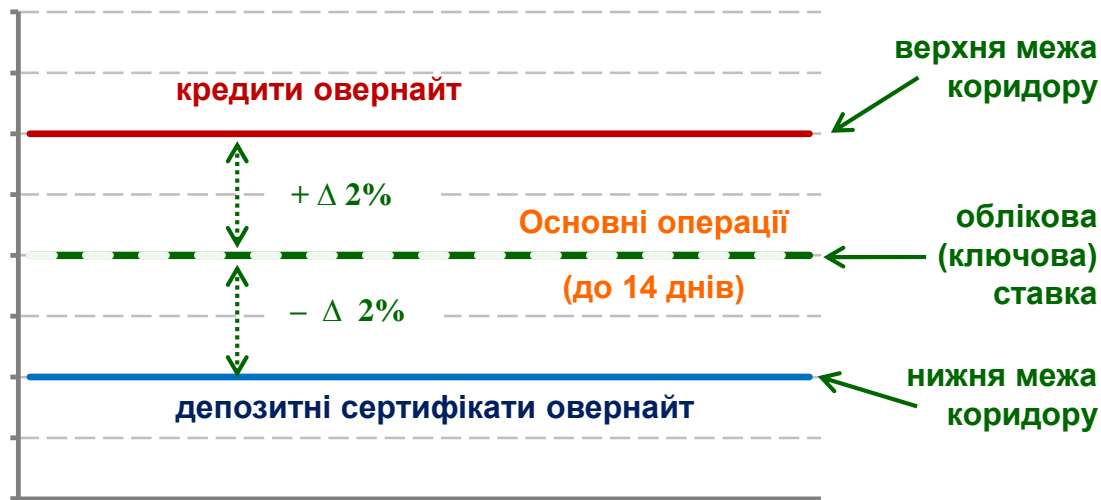 верхня межа
коридору
кредити овернайт
+ Δ 2%
Основні операції
(до 14 днів)
облікова
(ключова)
ставка
– Δ 2%
нижня межа
коридору
депозитні сертифікати овернайт